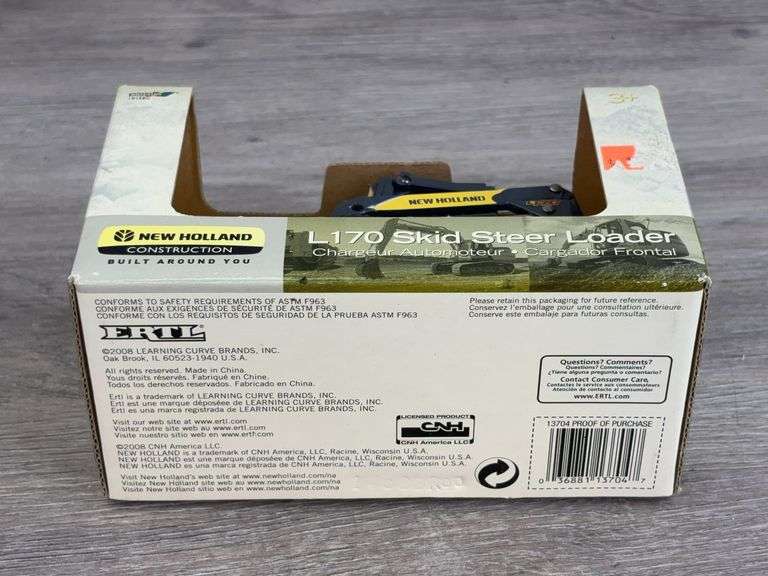 3+
NEW HOLLAND
NEW HOLLAND
CONSTRUCTION
BUILT AROUND YOU
L170 Skid Steer Loader
Chargeur Automoteur • Cargador Frontal
CONFORMS TO SAFETY REQUIREMENTS OF ASTM F963
CONFORME AUX EXIGENCES DE SÉCURITÉ DE ASTM F963
CONFORME CON LOS REQUISITOS DE SEGURIDAD DE LA PRUEBA ASTM F963
Please retain this packaging for future reference.
Conservez l'emballage pour une consultation ultérieure.
Conserve este embalaje para futuras consultas.
ERTL
©2008 LEARNING CURVE BRANDS, INC.
Oak Brook, IL 60523-1940 U.S.A.
All rights reserved. Made in China.
Tous droits réservés. Fabriqué en Chine.
Todos los derechos reservados. Fabricado en China.
Ertl is a trademark of LEARNING CURVE BRANDS, INC.
Ertl est une marque déposée de LEARNING CURVE BRANDS, INC.
Ertl es una marca registrada de LEARNING CURVE BRANDS, INC.
Visit our web site at www.ertl.com
Visitez notre site web au www.ertl.com
Visite nuestro sitio web en www.ertl.com
©2008 CNH America LLC.
NEW HOLLAND is a trademark of CNH America, LLC, Racine, Wisconsin U.S.A.
NEW HOLLAND est une marque déposée de CNH America, LLC, Racine, Wisconsin U.S.A.
NEW HOLLAND es una marca registrada de CNH America, LLC, Racine, Wisconsin U.S.A.
Visit New Holland's web site at www.newholland.com/na
Visitez New Holland site web au www.newholland.com/na
Visite New Holland sitio web en www.newholland.com/na
LICENSED PRODUCT
CNH
CNH America LLC
Questions? Comments?
Questions? Commentaires?
¿Tiene alguna pregunta o comentario?
Contact Consumer Care,
Contactez le service aux consommateurs
Atención de contacto al consumidor
www.ERTL.com
13704 PROOF OF PURCHASE
0 36881 13704 7